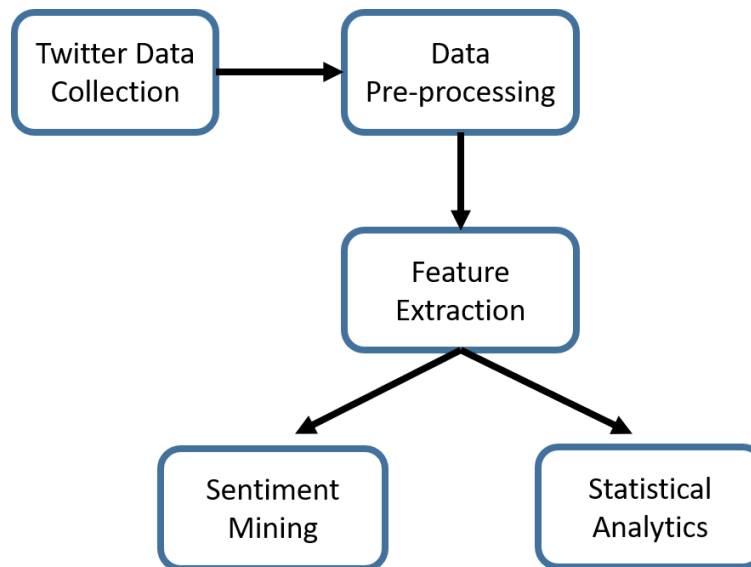 Twitter Data
Collection
Data
Pre-processing
Feature
Extraction
Sentiment
Mining
Statistical
Analytics